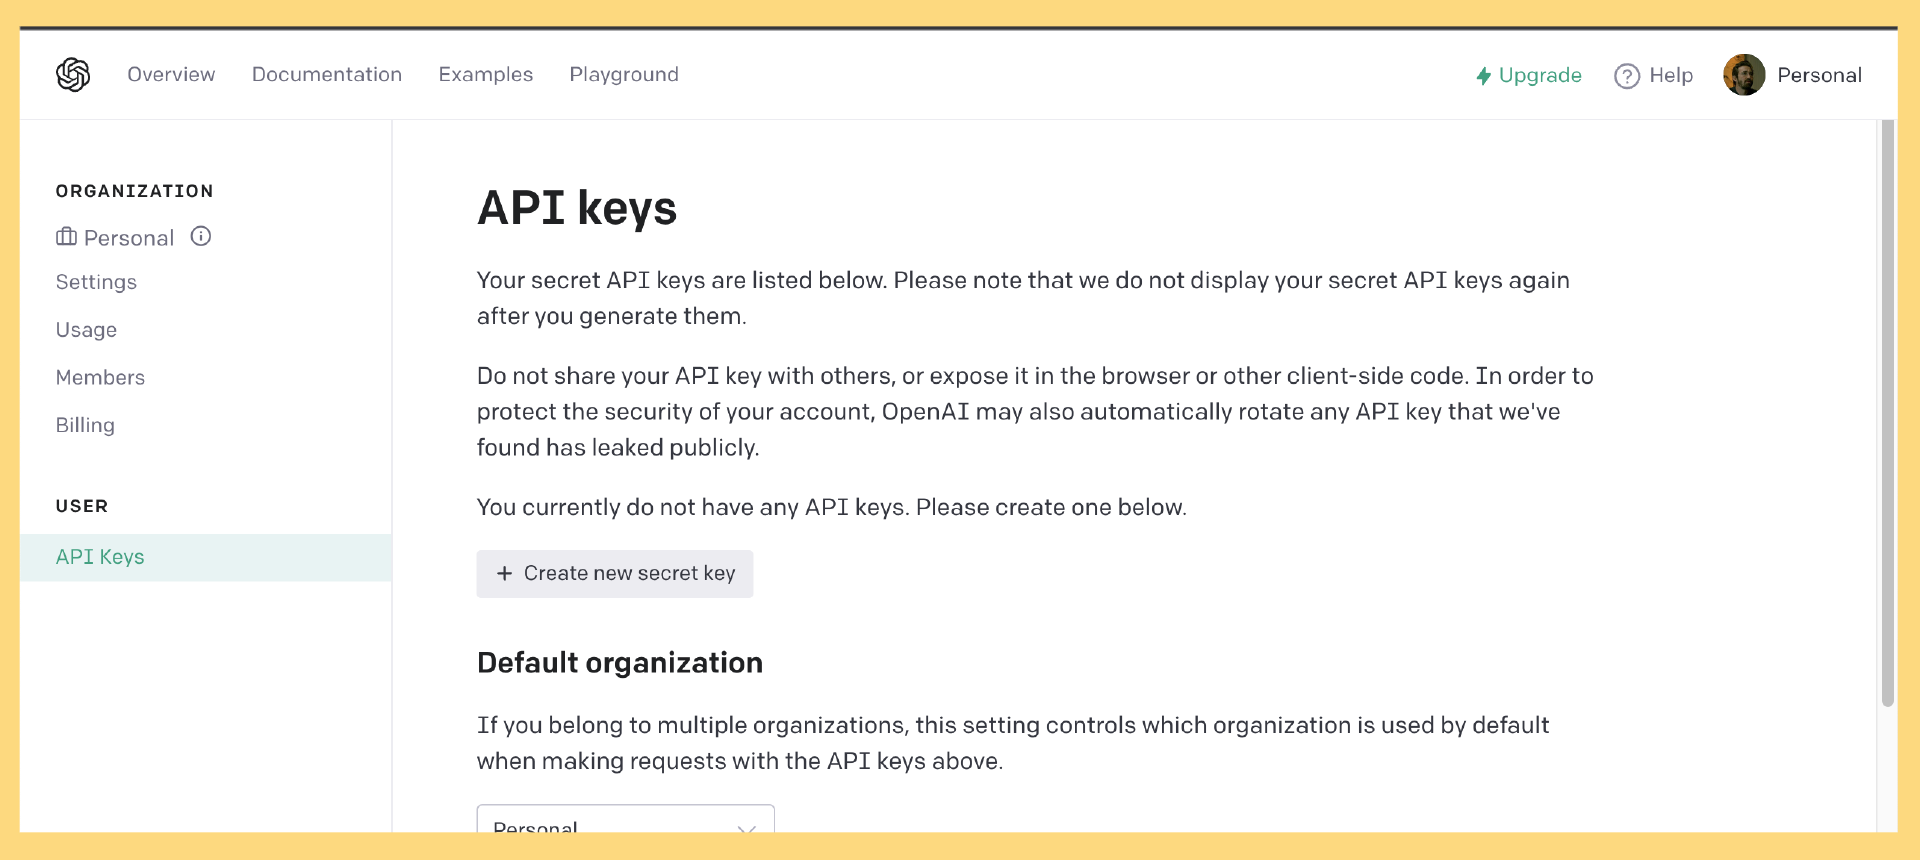 Overview Documentation Examples Playground
Upgrade Help Personal
ORGANIZATION
Personal
Settings
Usage
Members
Billing
USER
API Keys
API keys
Your secret API keys are listed below. Please note that we do not display your secret API keys again
after you generate them.
Do not share your API key with others, or expose it in the browser or other client-side code. In order to
protect the security of your account, OpenAI may also automatically rotate any API key that we've
found has leaked publicly.
You currently do not have any API keys. Please create one below.
+ Create new secret key
Default organization
If you belong to multiple organizations, this setting controls which organization is used by default
when making requests with the API keys above.
Personal